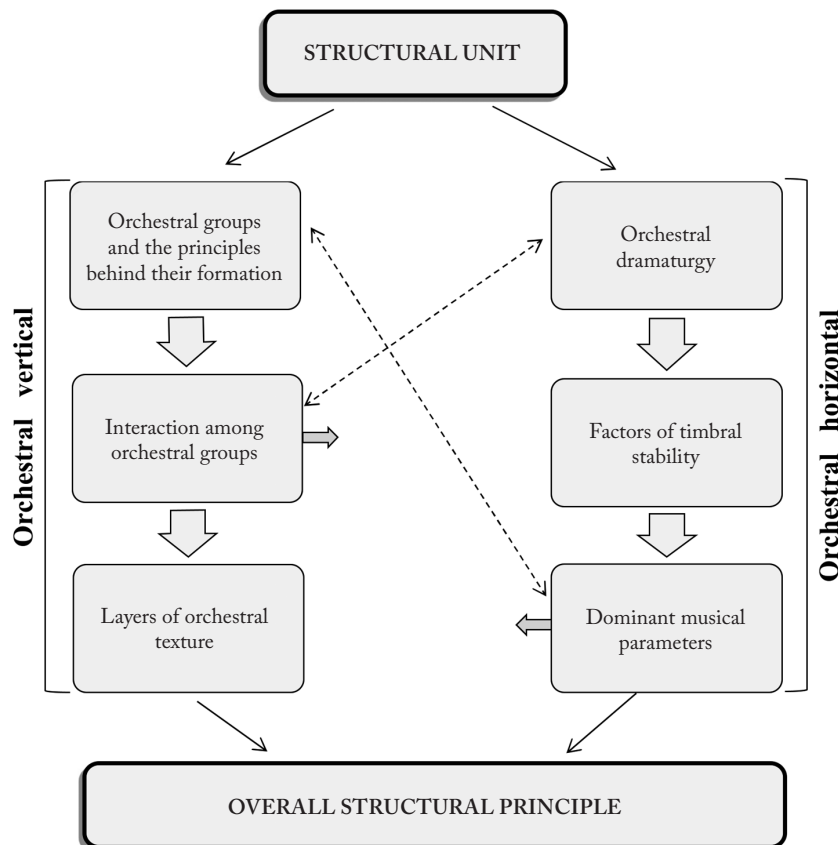 STRUCTURAL UNIT
Orchestral vertical
Orchestral groups
and the principles
behind their formation
Interaction among
orchestral groups
Layers of orchestral
texture
Orchestral
dramaturgy
Factors of timbral
stability
Dominant musical
parameters
Orchestral horizontal
OVERALL STRUCTURAL PRINCIPLE